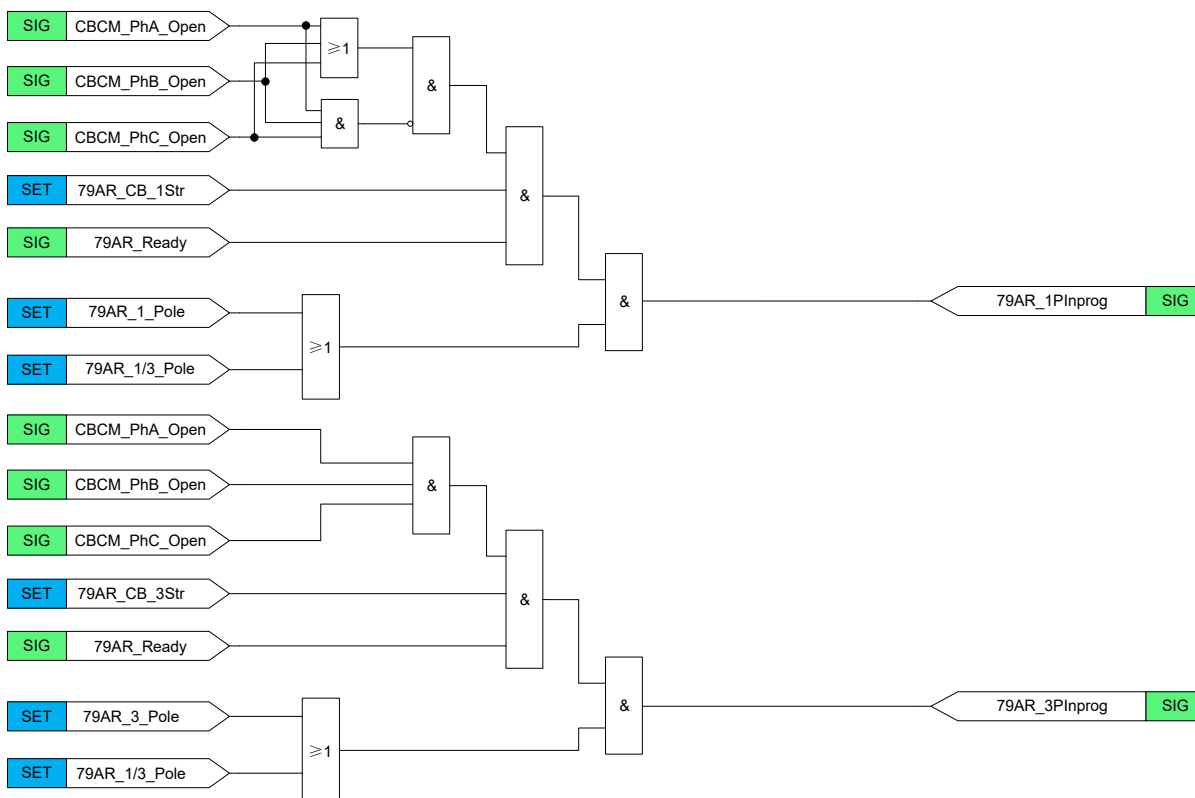 SIG CBCM_PhA_Open
≥1
SIG CBCM_PhB_Open
&
SIG CBCM_PhC_Open
&
SET 79AR_CB_1Str
&
SIG 79AR_Ready
SET 79AR_1_Pole
&
79AR_1PInprog SIG
≥1
SET 79AR_1/3_Pole
SIG CBCM_PhA_Open
SIG CBCM_PhB_Open
&
SIG CBCM_PhC_Open
SET 79AR_CB_3Str
&
SIG 79AR_Ready
SET 79AR_3_Pole
&
79AR_3PInprog SIG
≥1
SET 79AR_1/3_Pole